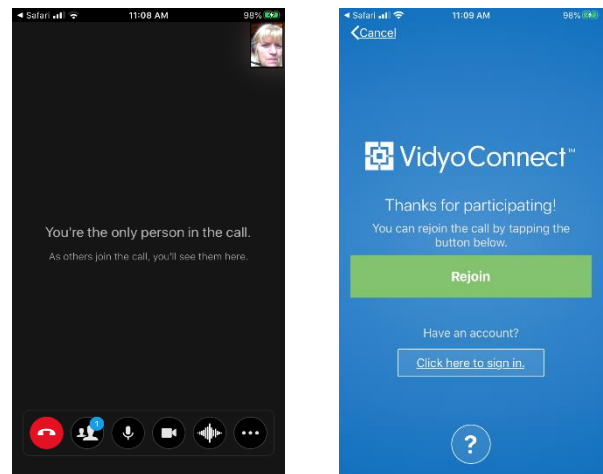 ◄ Safari 11:08 AM 98%
1
You're the only person in the call.
As others join the call, you'll see them here.
◄ Safari 11:09 AM 98%
Cancel
VidyoConnect™
Thanks for participating!
You can rejoin the call by tapping the
button below.
Rejoin
Have an account?
Click here to sign in.
?